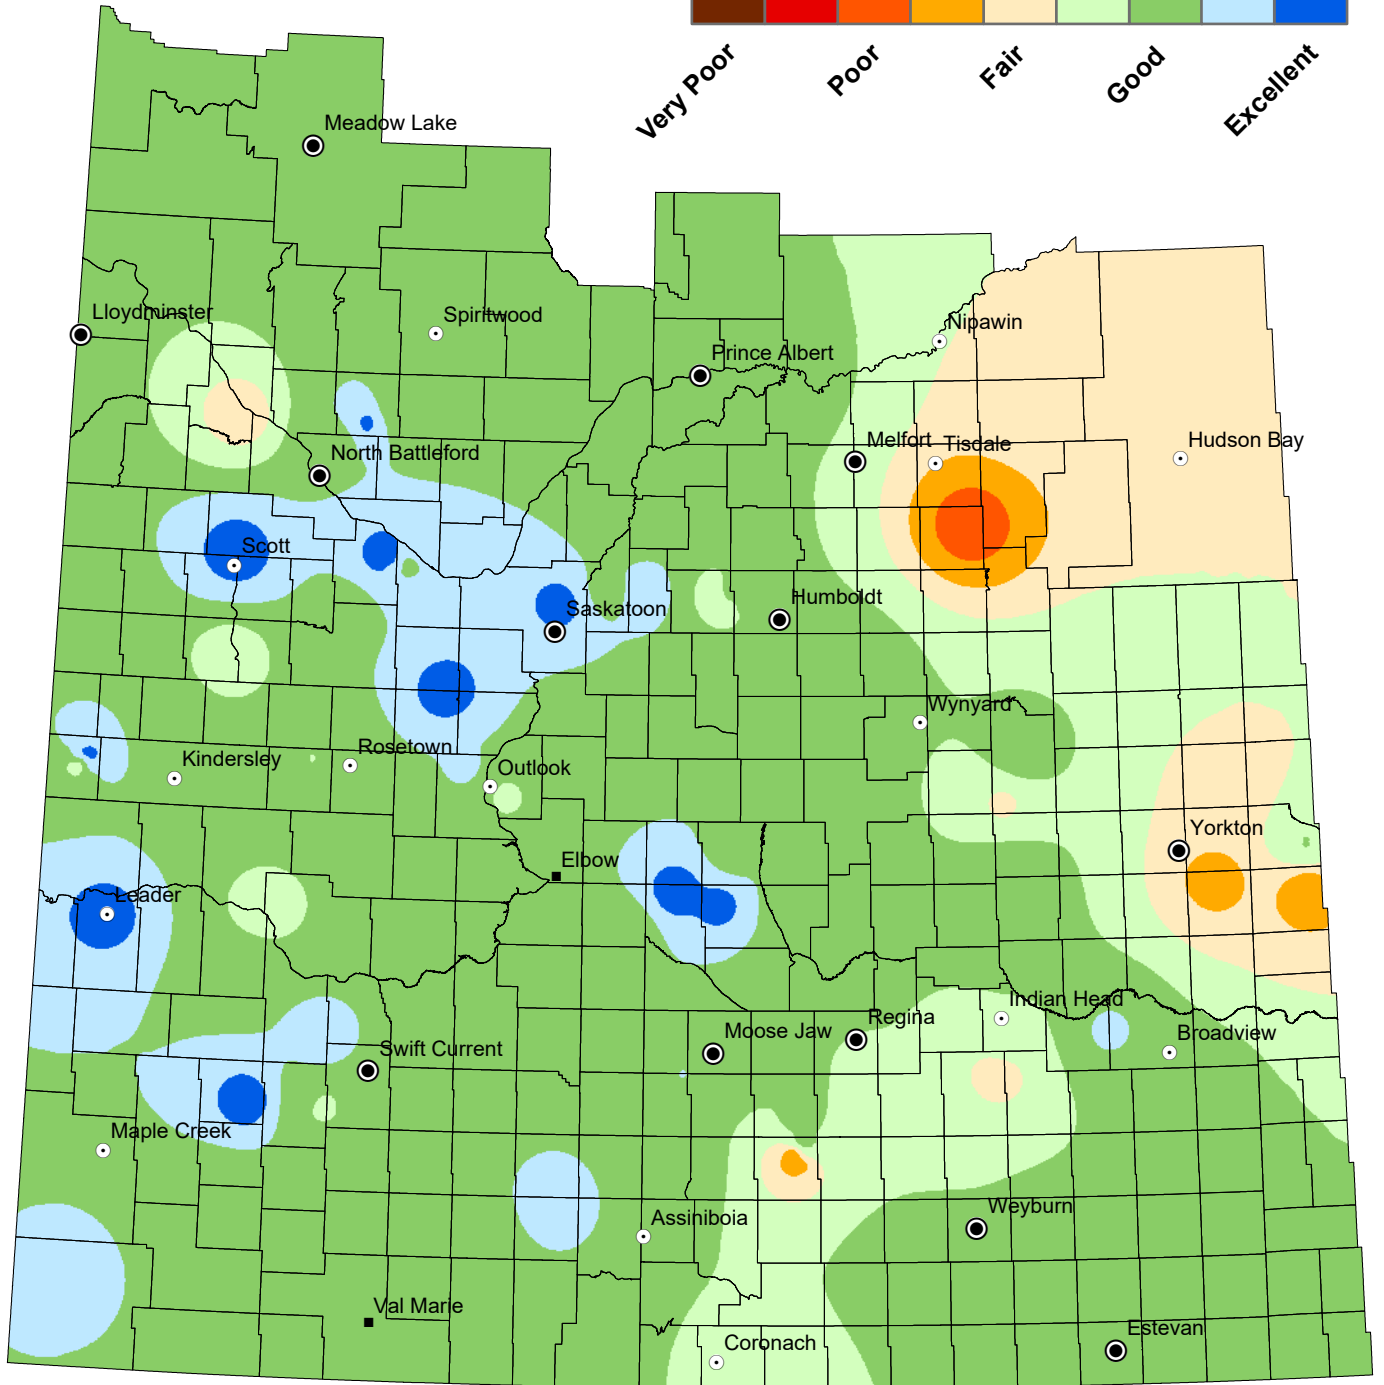 Very Poor
Poor
Fair
Good
Excellent
Meadow Lake
Lloydminster
Spiritwood
Nipawin
Prince Albert
Melfort
Tisdale
Hudson Bay
North Battleford
Scott
Humboldt
Saskatoon
Wynyard
Rosetown
Kindersley
Outlook
Yorkton
Elbow
Leader
Indian Head
Regina
Moose Jaw
Broadview
Swift Current
Maple Creek
Weyburn
Assiniboia
Val Marie
Estevan
Coronach